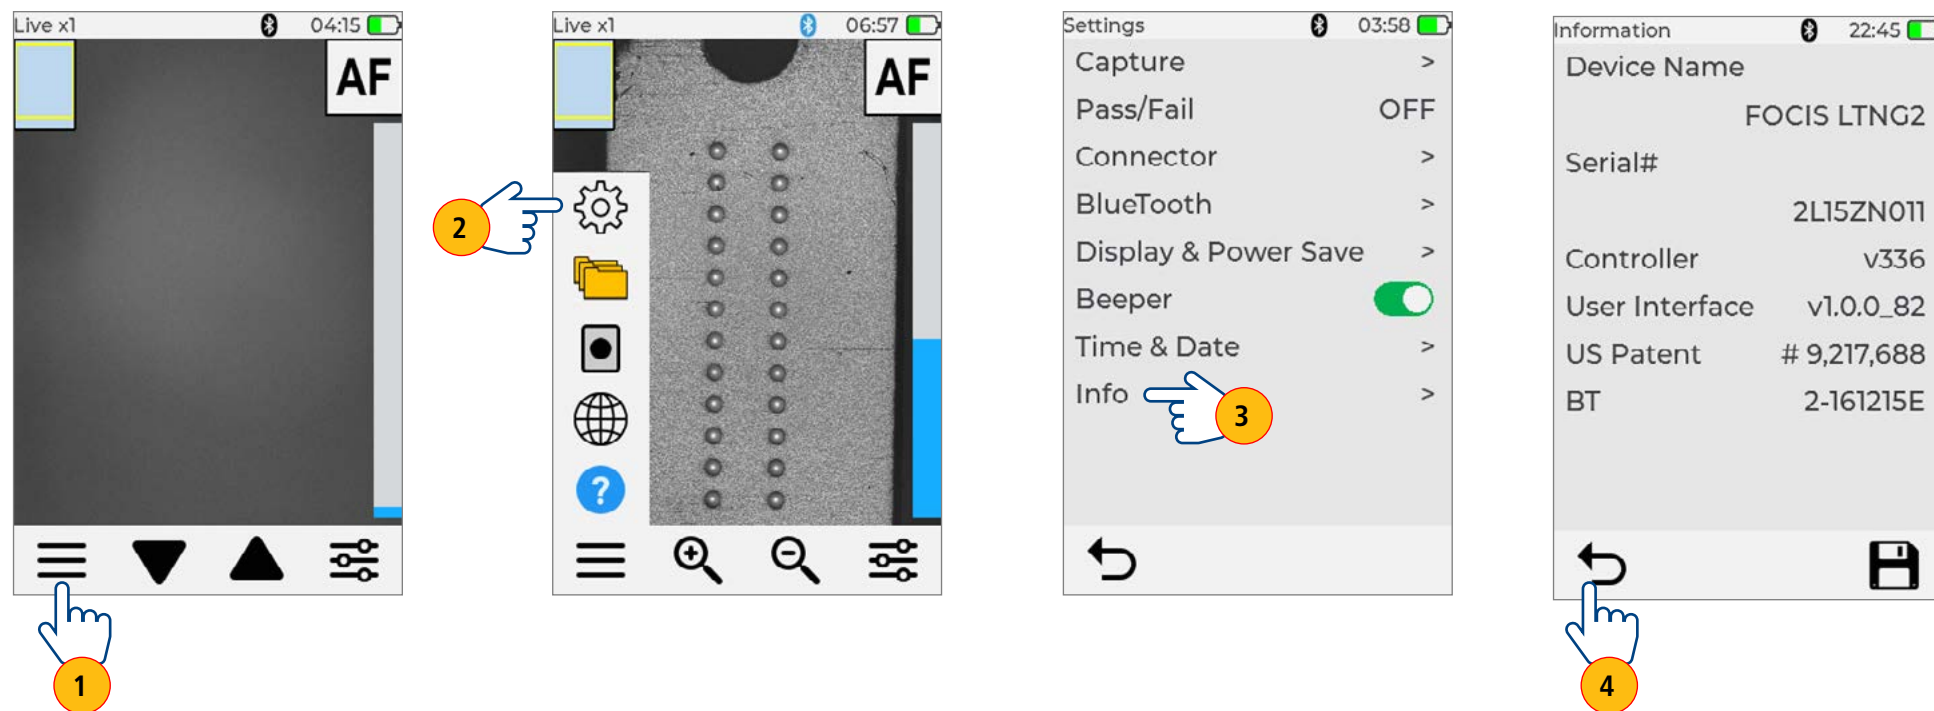 Live x1 04:15
AF
1
Live x1 06:57
AF
2
?
Settings 03:58
Capture >
Pass/Fail OFF
Connector >
BlueTooth >
Display & Power Save >
Beeper
Time & Date >
Info >
3
Information 22:45
Device Name
FOCIS LTNG2
Serial#
2L15ZN011
Controller v336
User Interface v1.0.0_82
US Patent # 9,217,688
BT 2-161215E
4